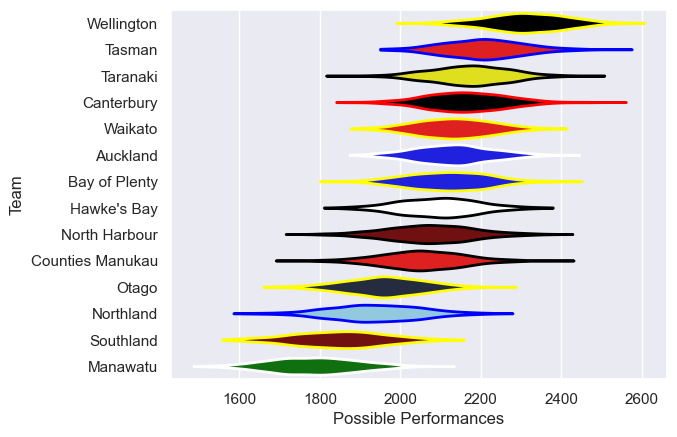 Wellington
Tasman
Taranaki
Canterbury
Waikato
Auckland
Bay of Plenty
Hawke's Bay
North Harbour
Counties Manukau
Otago
Northland
Southland
Manawatu
Team
1600 1800 2000 2200 2400 2600
Possible Performances